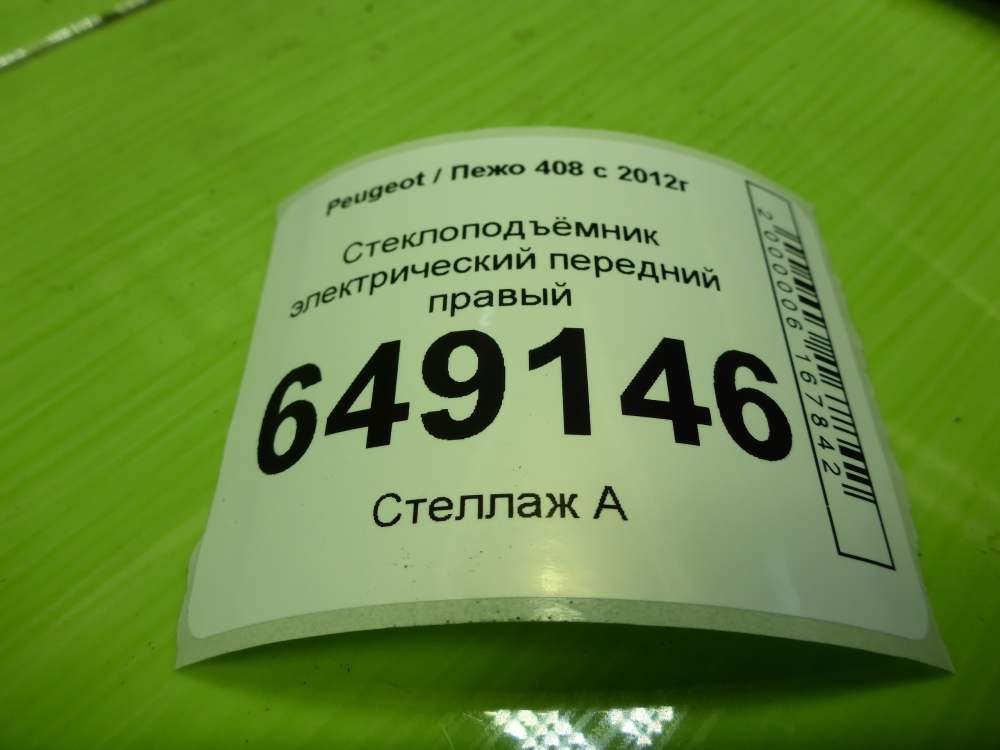 Peugeot / Пежо 408 с 2012г
Стеклоподъёмник
электрический передний
правый
649146
Стеллаж А
2000006167842